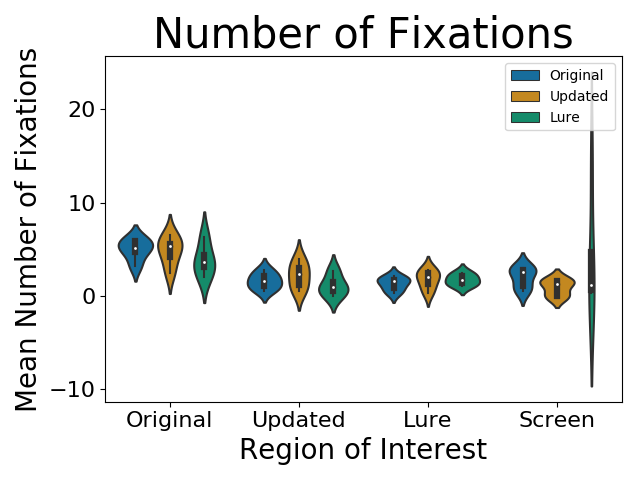 Number of Fixations
Mean Number of Fixations
20
10
0
−10
Original
Updated
Lure
Original
Updated
Lure
Screen
Region of Interest